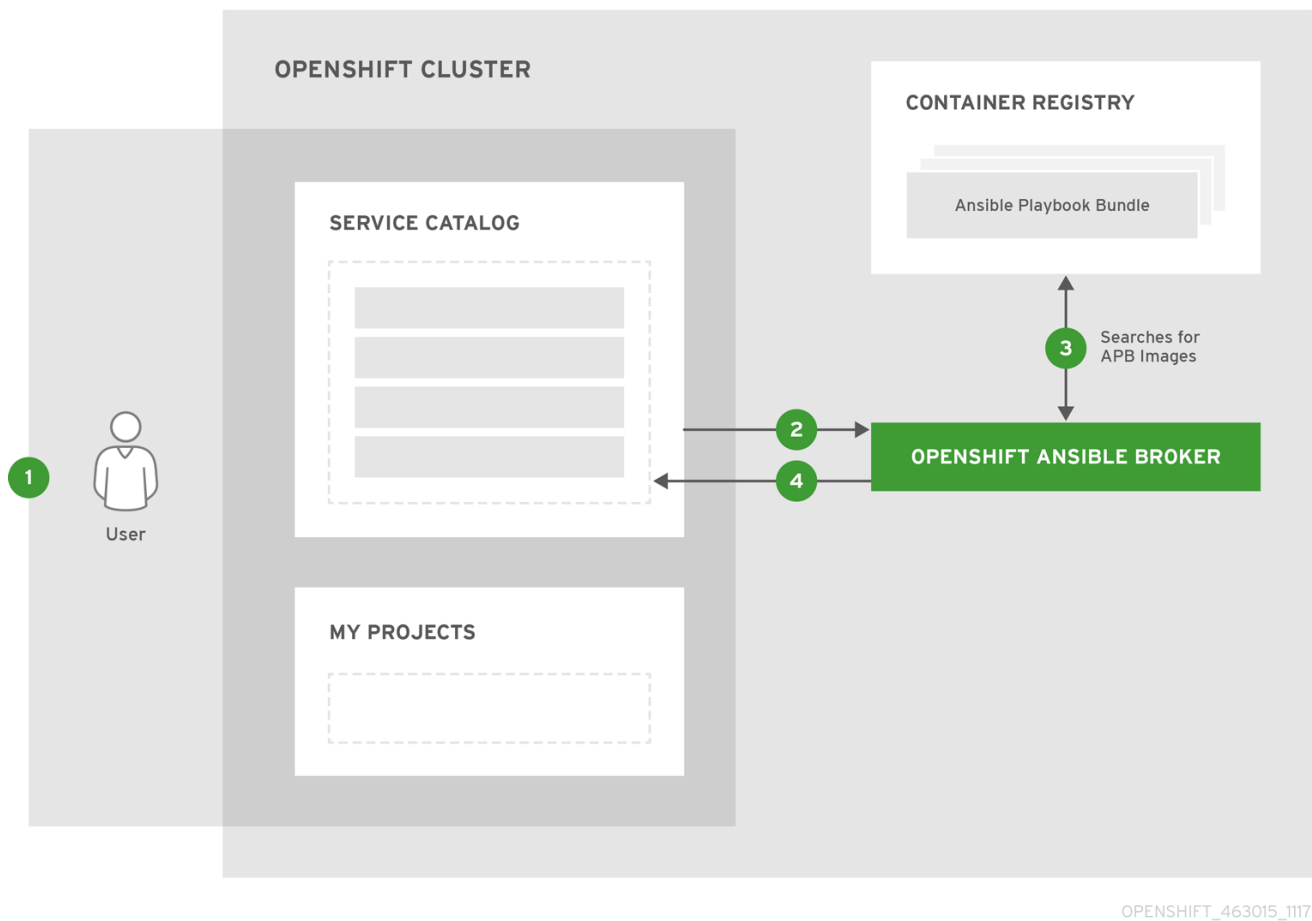 OPENSHIFT CLUSTER
CONTAINER REGISTRY
Ansible Playbook Bundle
SERVICE CATALOG
3
Searches for
APB Images
2
OPENSHIFT ANSIBLE BROKER
4
1
User
MY PROJECTS
OPENSHIFT_463015_1117